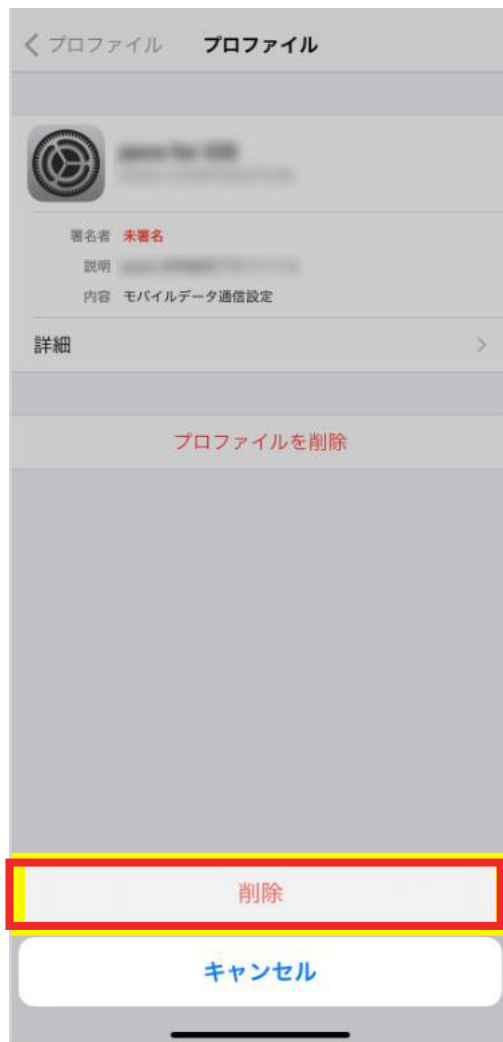 プロファイル プロファイル
署名者 未署名
説明
内容 モバイルデータ通信設定
詳細
プロファイルを削除
削除
キャンセル